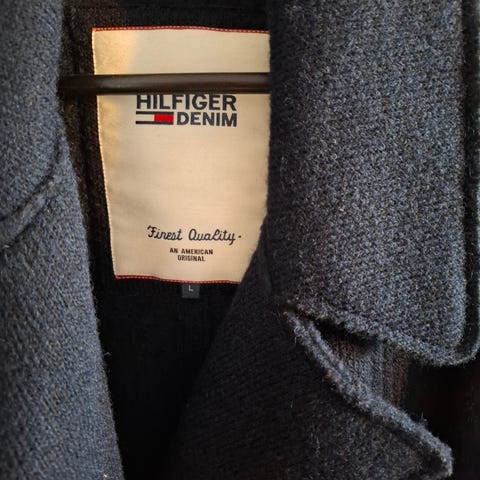 HILFIGER
DENIM
Finest Quality-
AN AMERICAN
ORIGINAL
L